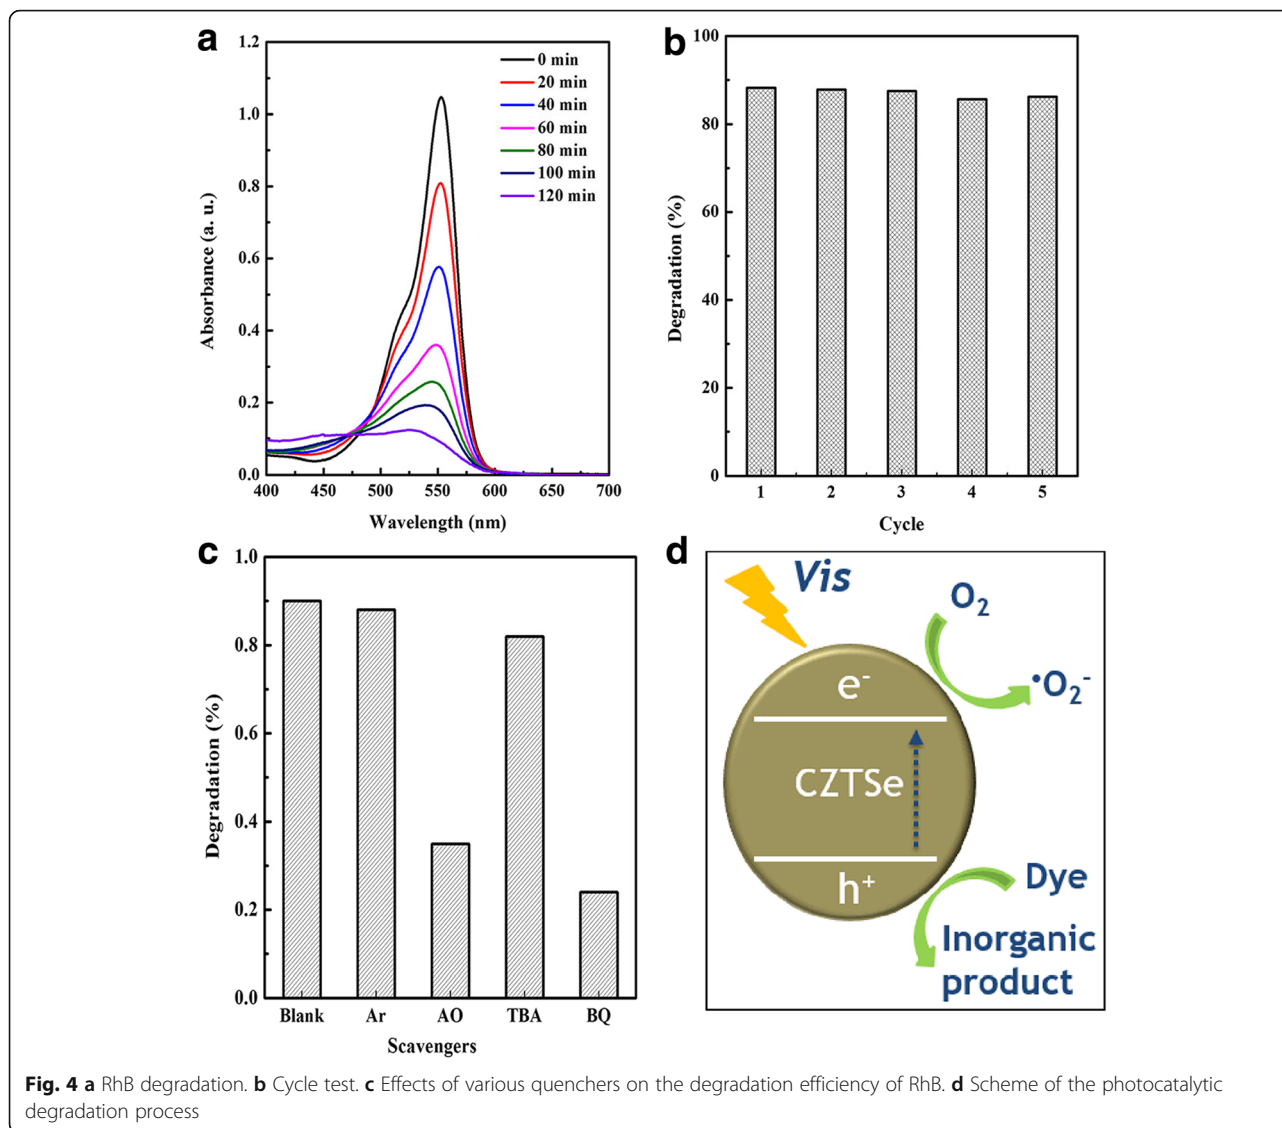 a
1.2
1.0
0.8
0.6
0.4
0.2
0.0
Absorbance (a. u.)
0 min
20 min
40 min
60 min
80 min
100 min
120 min
400 450 500 550 600 650 700
Wavelength (nm)
b
100
80
60
40
20
0
Degradation (%)
1 2 3 4 5
Cycle
c
1.0
0.8
0.6
0.4
0.2
0.0
Degradation (%)
Blank Ar AO TBA BQ
Scavengers
d
Vis
O₂
•O₂⁻
e⁻
CZTSe
h⁺
Dye
Inorganic
product
Fig. 4 a RhB degradation. b Cycle test. c Effects of various quenchers on the degradation efficiency of RhB. d Scheme of the photocatalytic
degradation process